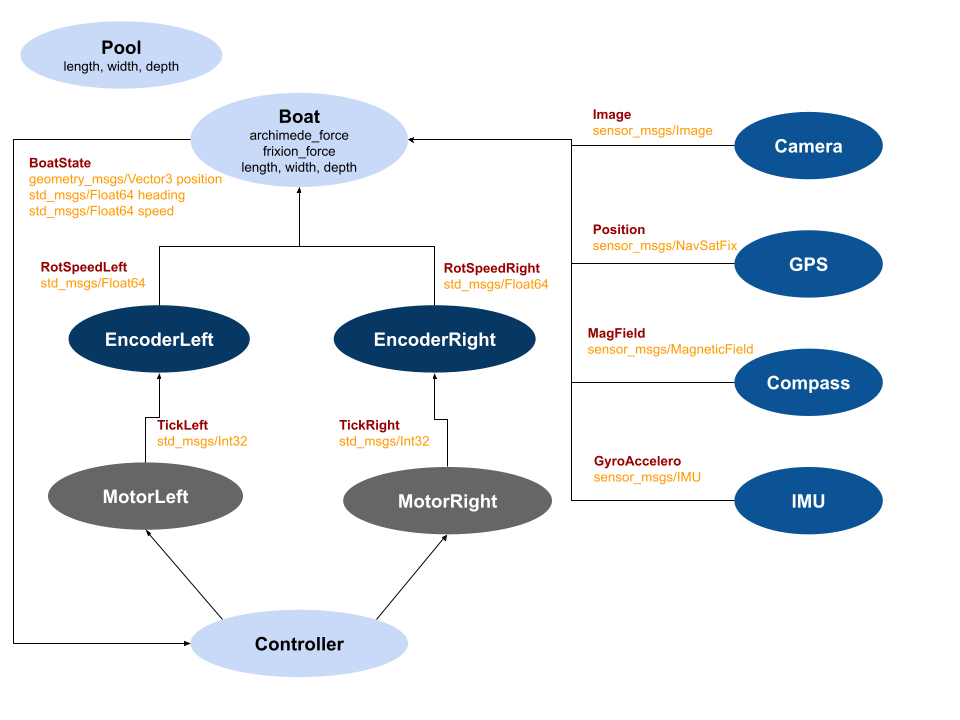 Pool
length, width, depth
Boat
archimede_force
frixion_force
length, width, depth
Image
sensor_msgs/Image
Camera
BoatState
geometry_msgs/Vector3 position
std_msgs/Float64 heading
std_msgs/Float64 speed
Position
sensor_msgs/NavSatFix
GPS
RotSpeedLeft
std_msgs/Float64
RotSpeedRight
std_msgs/Float64
EncoderLeft
EncoderRight
MagField
sensor_msgs/MagneticField
Compass
TickLeft
std_msgs/Int32
TickRight
std_msgs/Int32
GyroAccelero
sensor_msgs/IMU
IMU
MotorLeft
MotorRight
Controller